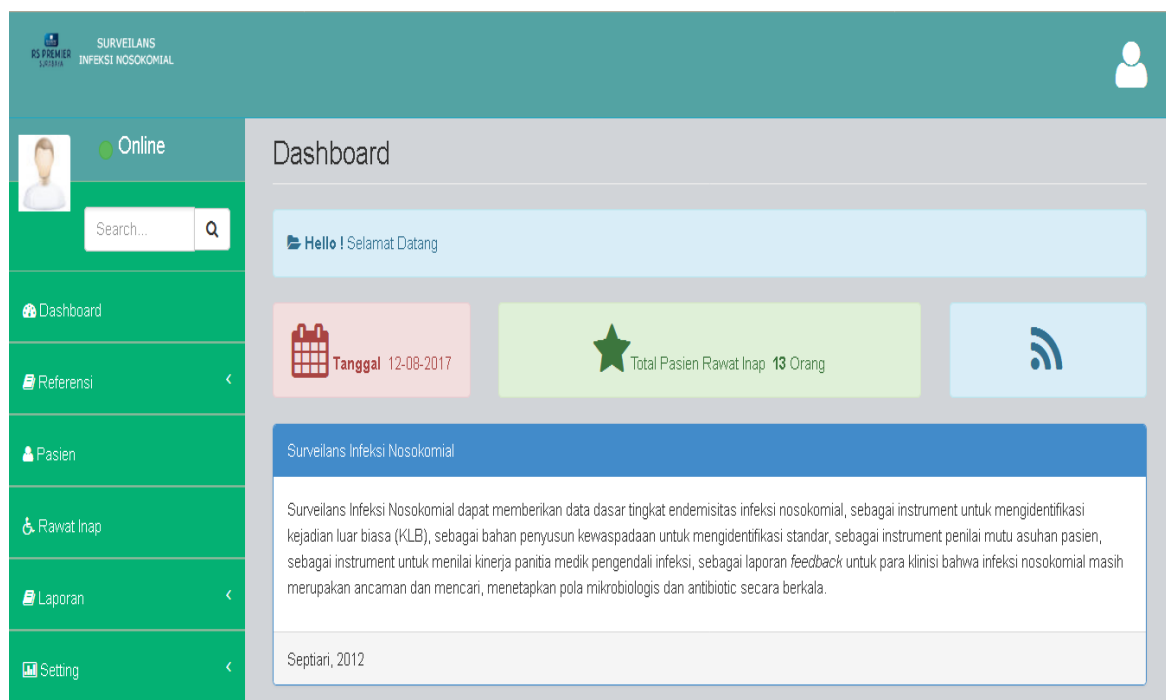 RS PREMIER
SURABAYA
SURVEILANS
INFEKSI NOSOKOMIAL
Online
Search...
Dashboard
Referensi
Pasien
Rawat Inap
Laporan
Setting
Dashboard
Hello ! Selamat Datang
Tanggal 12-08-2017
Total Pasien Rawat Inap 13 Orang
Surveilans Infeksi Nosokomial
Surveilans Infeksi Nosokomial dapat memberikan data dasar tingkat endemisitas infeksi nosokomial, sebagai instrument untuk mengidentifikasi
kejadian luar biasa (KLB), sebagai bahan penyusun kewaspadaan untuk mengidentifikasi standar, sebagai instrument penilai mutu asuhan pasien,
sebagai instrument untuk menilai kinerja panitia medik pengendali infeksi, sebagai laporan feedback untuk para klinisi bahwa infeksi nosokomial masih
merupakan ancaman dan mencari, menetapkan pola mikrobiologis dan antibiotic secara berkala.
Septiari, 2012